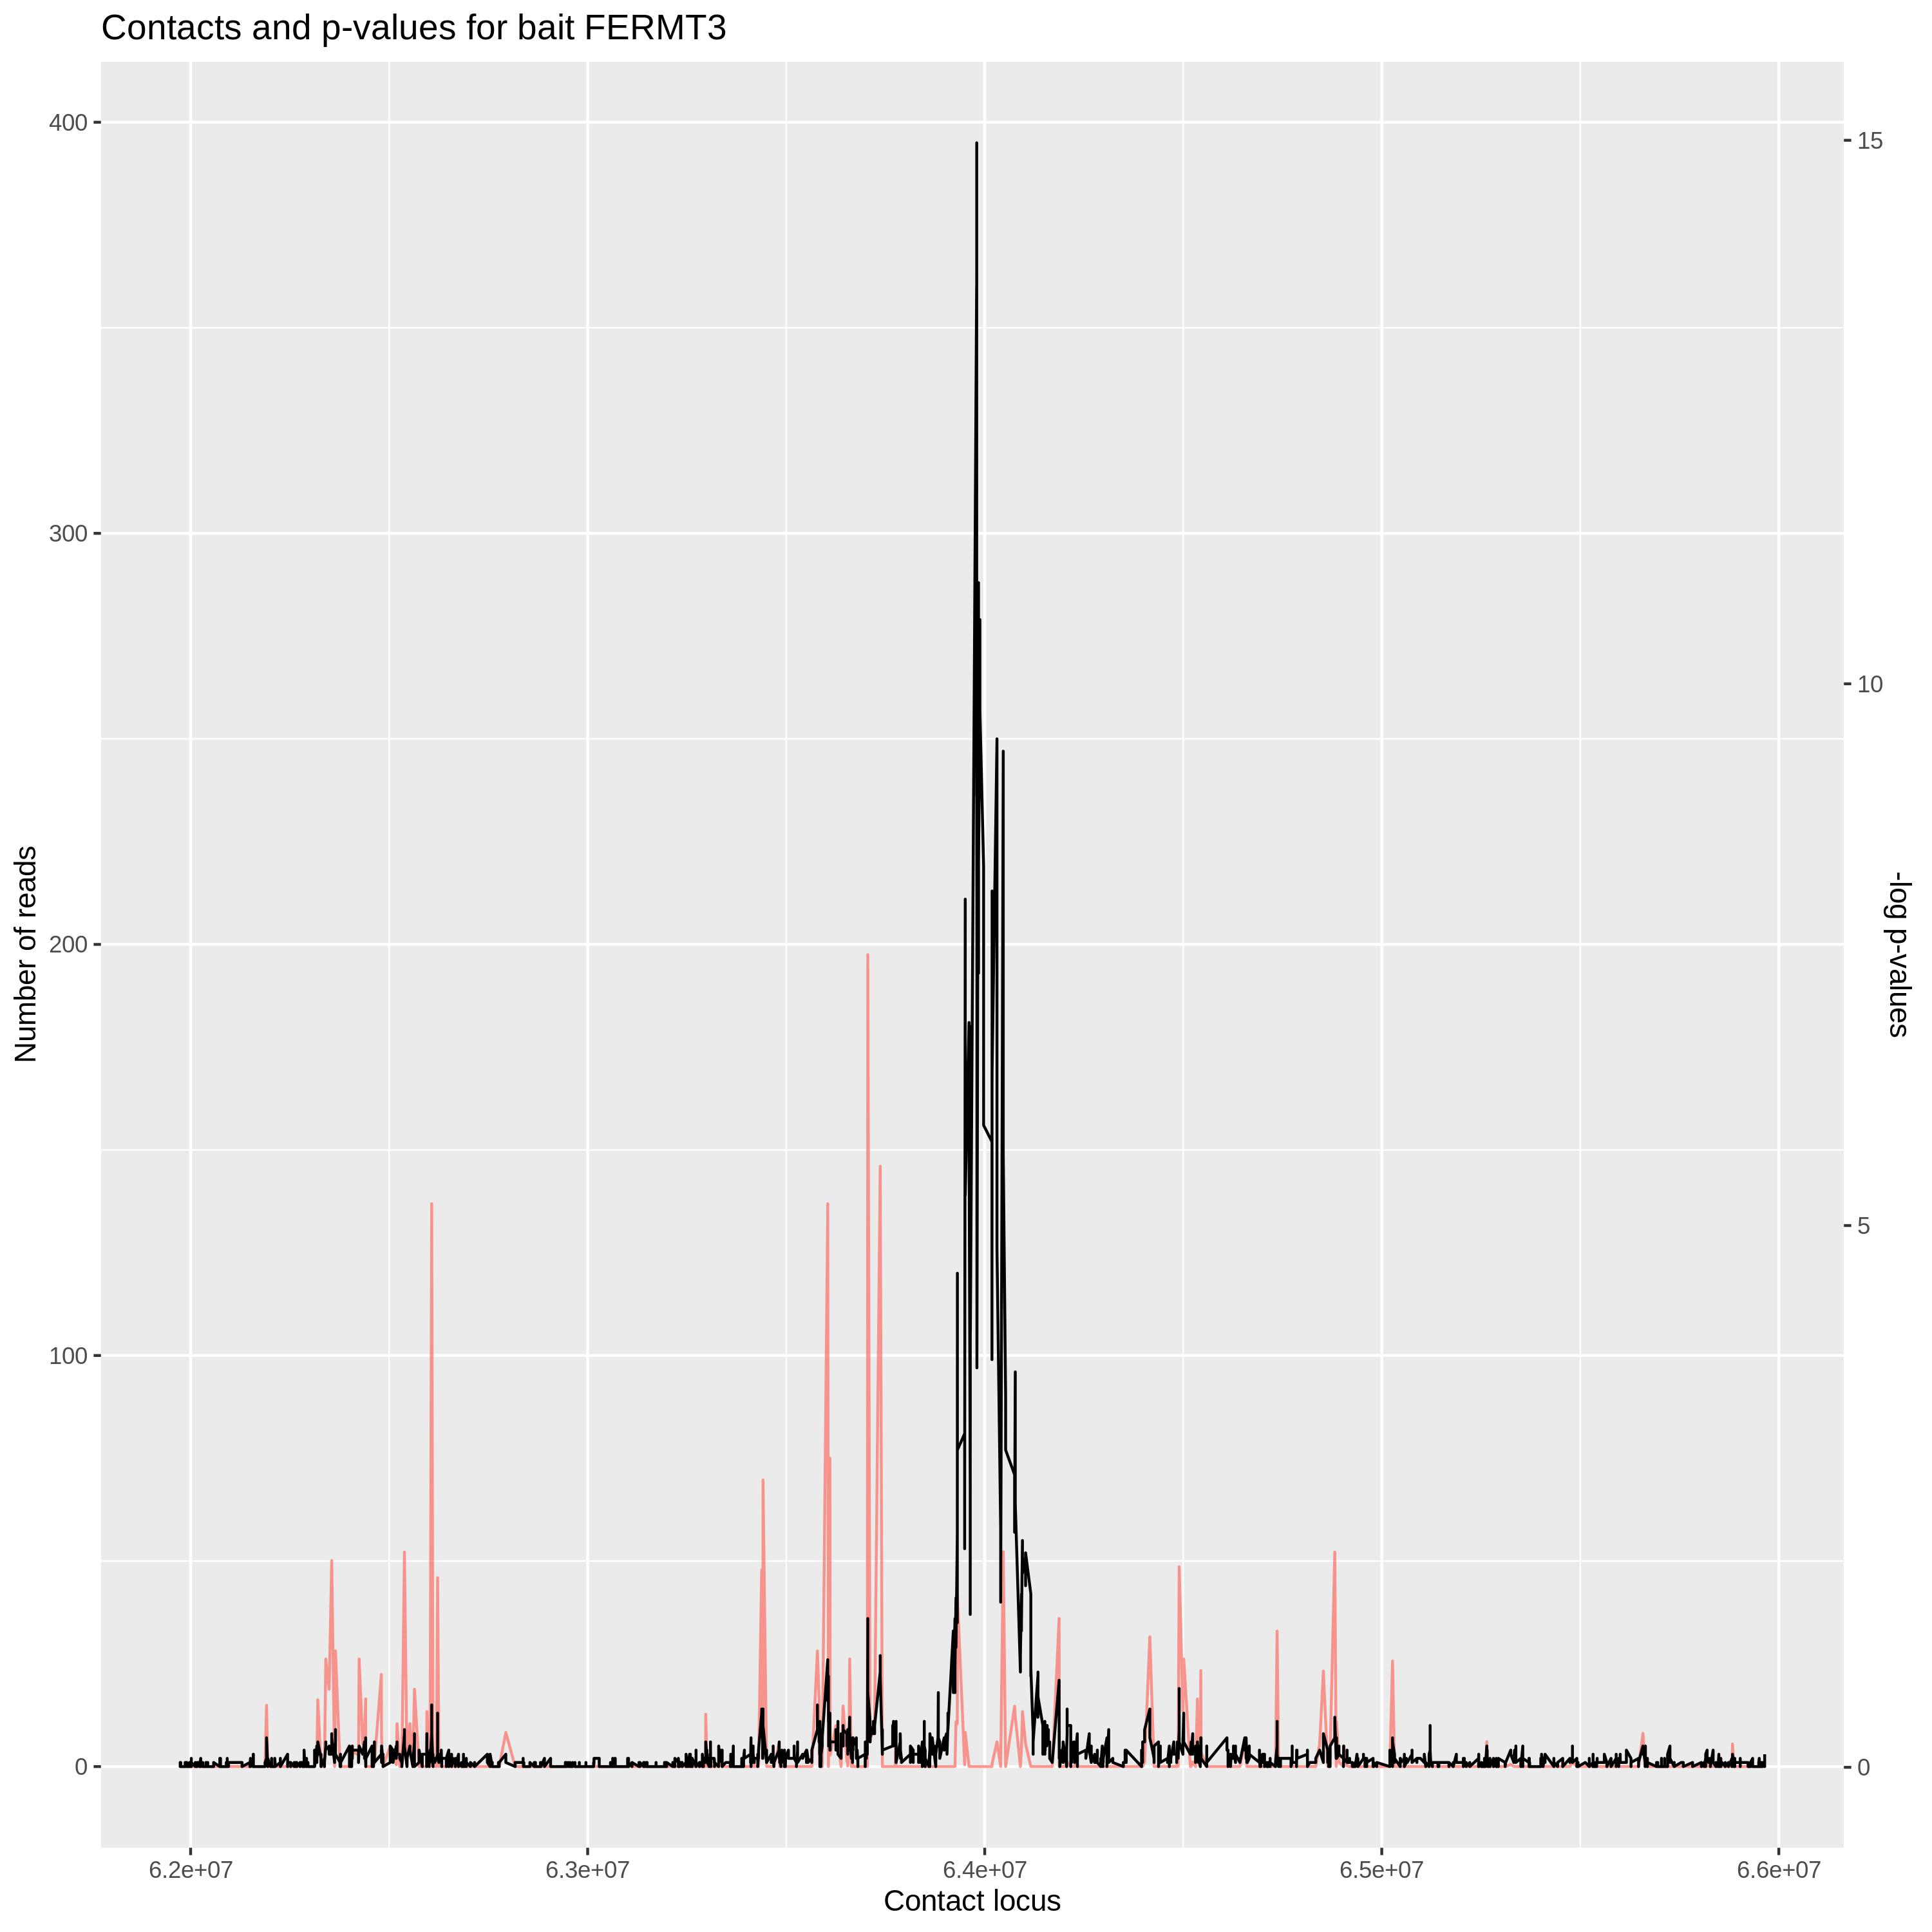 Contacts and p-values for bait FERMT3
400
300
200
100
0
Number of reads
15
10
5
0
-log p-values
6.2e+07
6.3e+07
6.4e+07
6.5e+07
6.6e+07
Contact locus